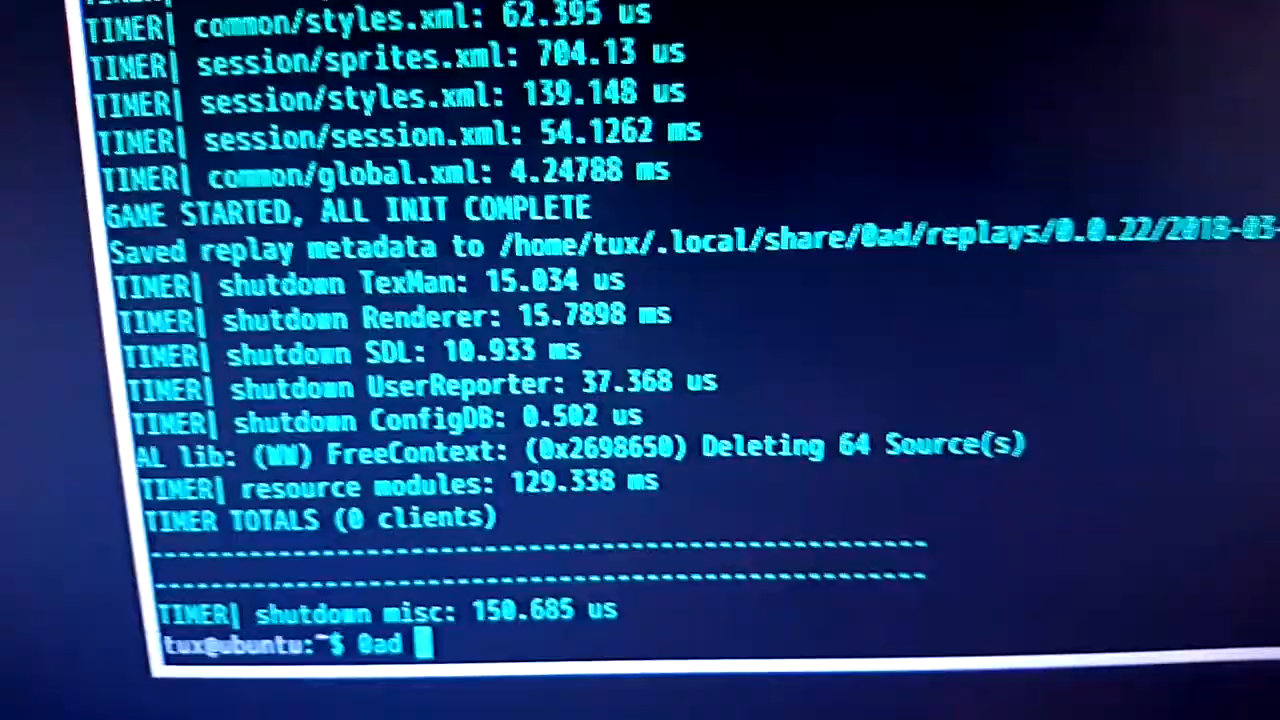 TIMER| common/styles.xml: 62.395 us
TIMER| session/sprites.xml: 704.13 us
TIMER| session/styles.xml: 139.148 us
TIMER| session/session.xml: 54.1262 ms
TIMER| common/global.xml: 4.24788 ms
GAME STARTED, ALL INIT COMPLETE
Saved replay metadata to /home/tux/.local/share/0ad/replays/0.0.22/2018-03-
TIMER| shutdown TexMan: 15.034 us
TIMER| shutdown Renderer: 15.7898 ms
TIMER| shutdown SDL: 10.933 ms
TIMER| shutdown UserReporter: 37.368 us
TIMER| shutdown ConfigDB: 0.502 us
AL lib: (WW) FreeContext: (0x2698650) Deleting 64 Source(s)
TIMER| resource modules: 129.338 ms
TIMER TOTALS (0 clients)
-----------------------------------------------------
-----------------------------------------------------
TIMER| shutdown misc: 150.685 us
tux@ubuntu:~$ 0ad